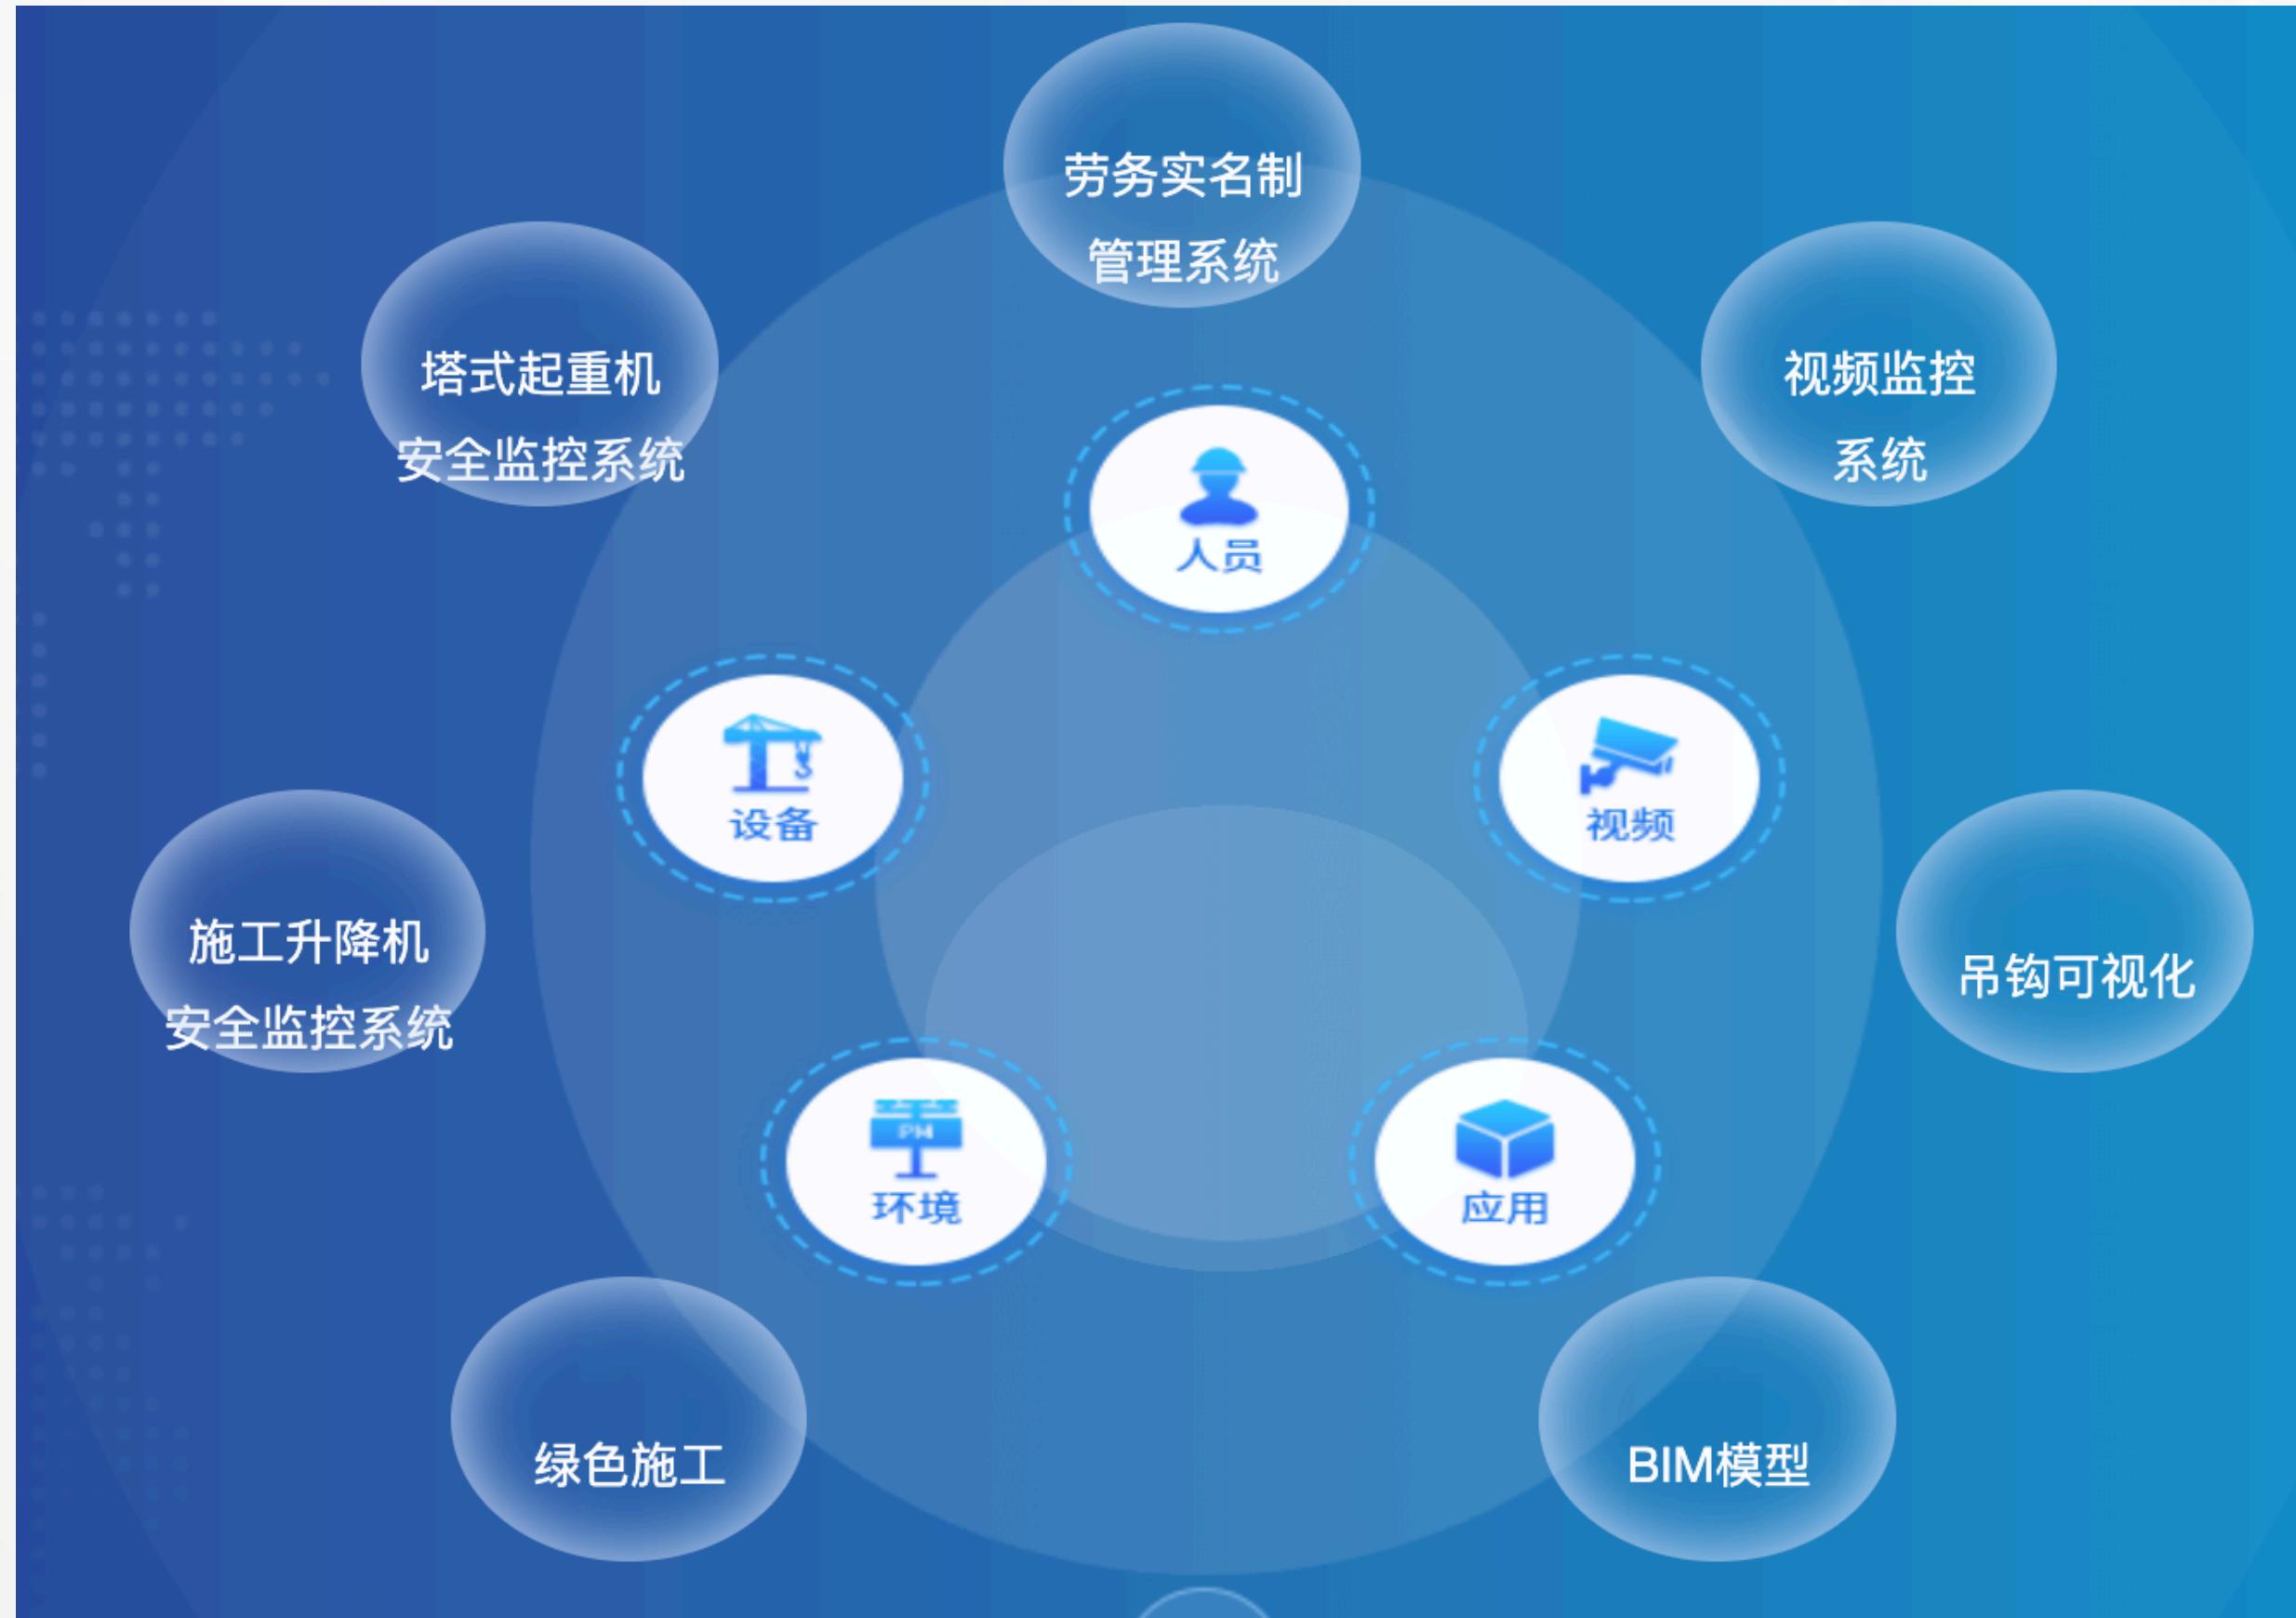 劳务实名制
管理系统
塔式起重机
安全监控系统
视频监控
系统
人员
设备
视频
施工升降机
安全监控系统
吊钩可视化
PM
环境
应用
绿色施工
BIM模型